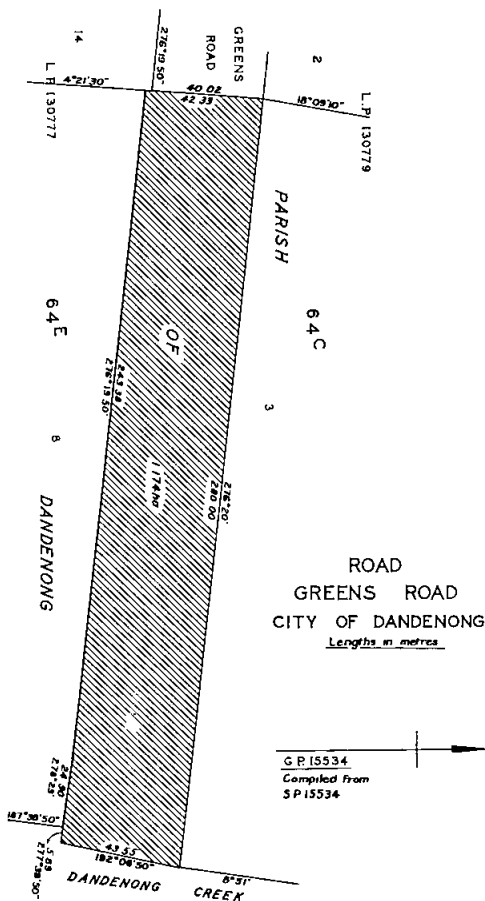 GREENS
ROAD
276°19'50"
14
4°21'30"
L.P. 130777
40.02
42.33
2
18°09'10"
L.P. 130779
PARISH
OF
DANDENONG
64E
64C
3
8
243.38
276°19'50"
276°20'
280.00
1.174ha
24.90
276°25'
187°38'50"
5.89
277°38'50"
43.55
192°08'50"
8°51'
DANDENONG CREEK
ROAD
GREENS ROAD
CITY OF DANDENONG
Lengths in metres
G.P. 15534
Compiled From
S.P. 15534